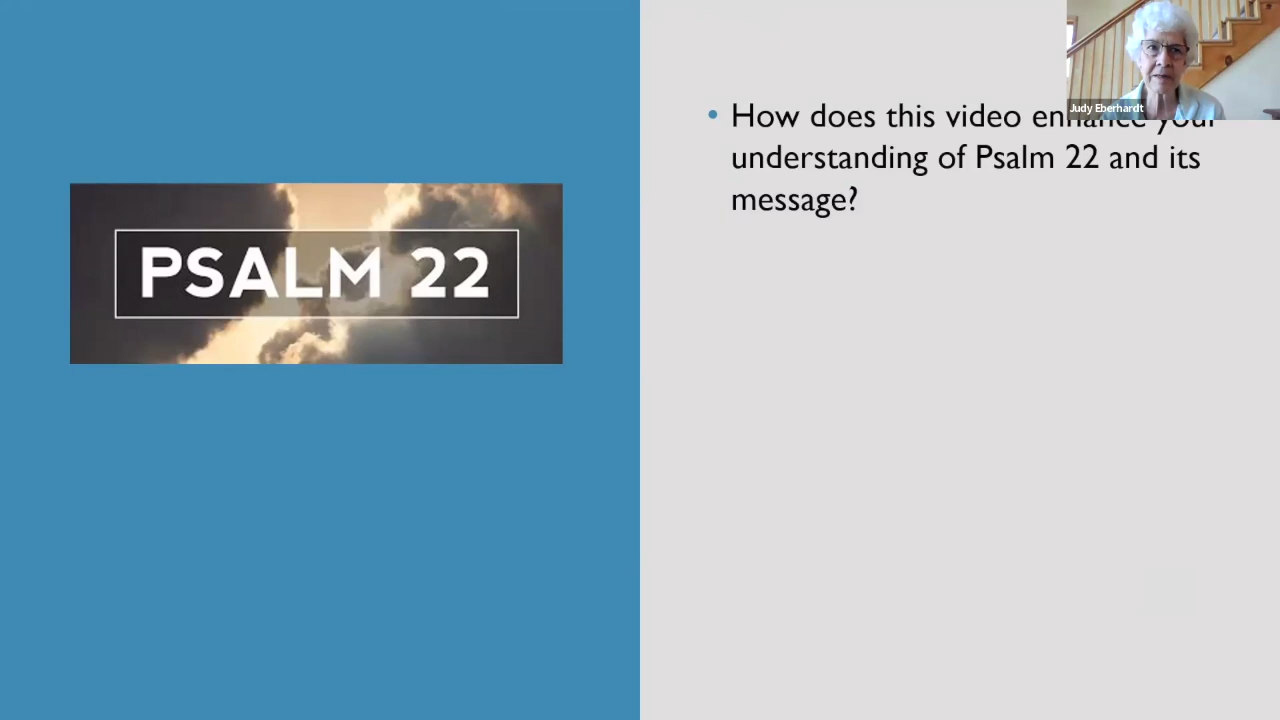 Judy Eberhardt
How does this video enhance your
understanding of Psalm 22 and its
message?
PSALM 22